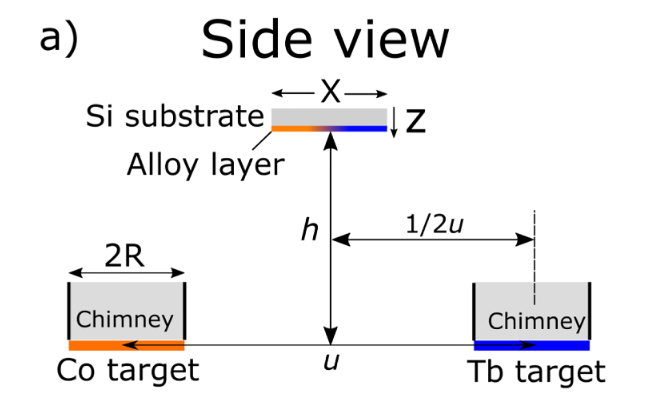 a) Side view
X
Si substrate
Z
Alloy layer
h
1/2u
2R
Chimney
Chimney
u
Co target
Tb target